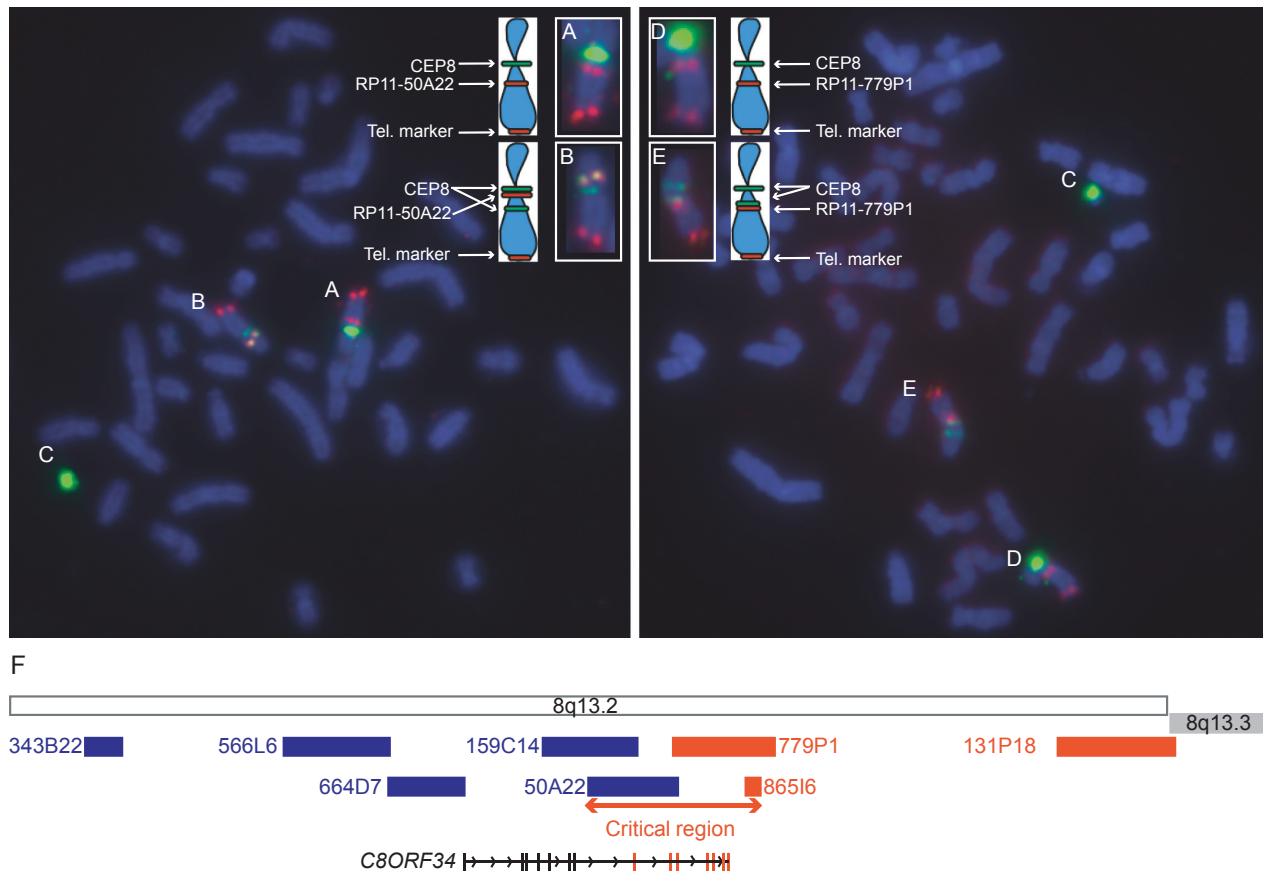 A
CEP8
RP11-50A22
Tel. marker
B
CEP8
RP11-50A22
Tel. marker
B
A
C
D
CEP8
RP11-779P1
Tel. marker
E
CEP8
RP11-779P1
Tel. marker
C
E
D
F
8q13.2
8q13.3
343B22
566L6
159C14
779P1
131P18
664D7
50A22
865I6
Critical region
C8ORF34